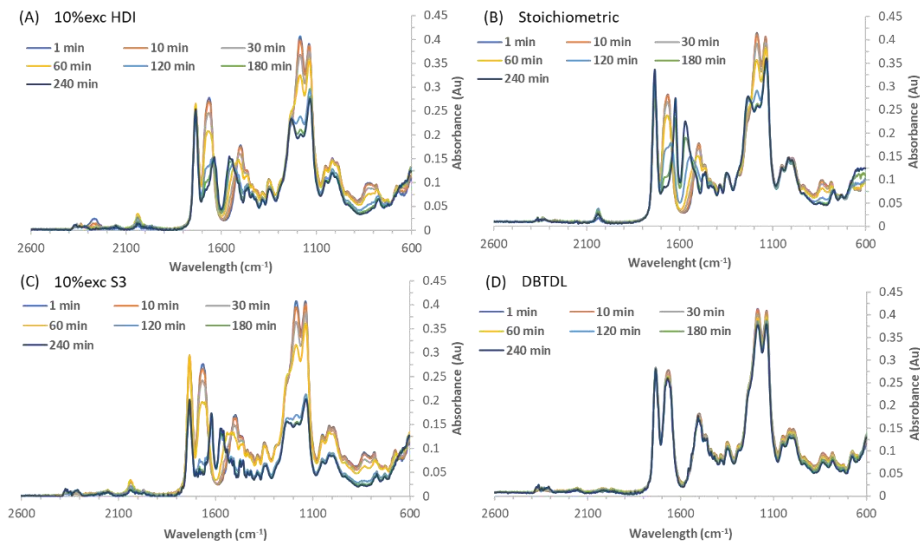 (A) 10%exc HDI
1 min 10 min 30 min
60 min 120 min 180 min
240 min
0.45
0.4
0.35
0.3
0.25
0.2
0.15
0.1
0.05
0
Absorbance (Au)
2600 2100 1600 1100 600
Wavelength (cm-1)
(B) Stoichiometric
1 min 10 min 30 min
60 min 120 min 180 min
240 min
0.45
0.4
0.35
0.3
0.25
0.2
0.15
0.1
0.05
0
Absorbance (Au)
2600 2100 1600 1100 600
Wavelenght (cm-1)
(C) 10%exc S3
1 min 10 min 30 min
60 min 120 min 180 min
240 min
0.45
0.4
0.35
0.3
0.25
0.2
0.15
0.1
0.05
0
Absorbance (Au)
2600 2100 1600 1100 600
Wavelength (cm-1)
(D) DBTDL
1 min 10 min 30 min
60 min 120 min 180 min
240 min
0.45
0.4
0.35
0.3
0.25
0.2
0.15
0.1
0.05
0
Absorbance (Au)
2600 2100 1600 1100 600
Wavelength (cm-1)